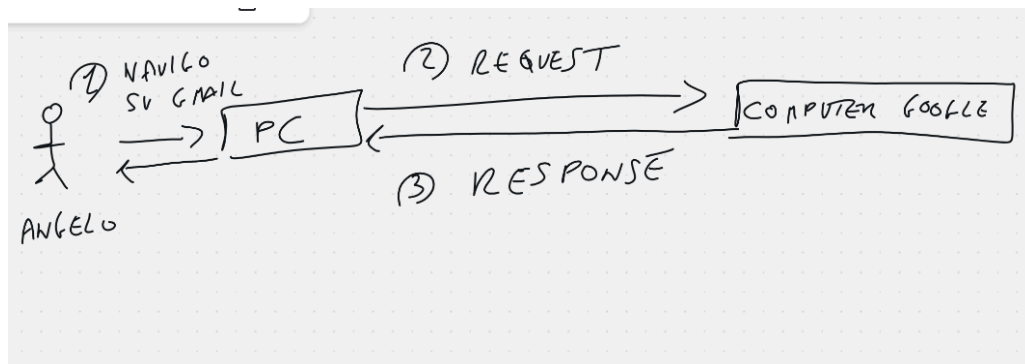 1 NAVIGO
SU GMAIL
2 REQUEST
PC
COMPUTER GOOGLE
3 RESPONSE
ANGELO